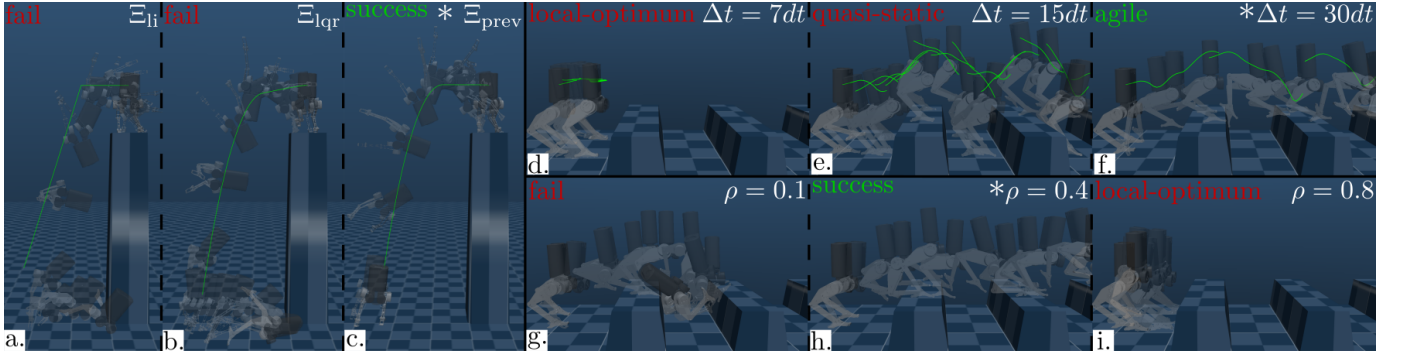 fail Ξli
fail Ξlqr
success * Ξprev
local-optimum Δt = 7dt
quasi-static Δt = 15dt
agile *Δt = 30dt
a.
b.
c.
d.
e.
f.
fail ρ = 0.1
success *ρ = 0.4
local-optimum ρ = 0.8
g.
h.
i.